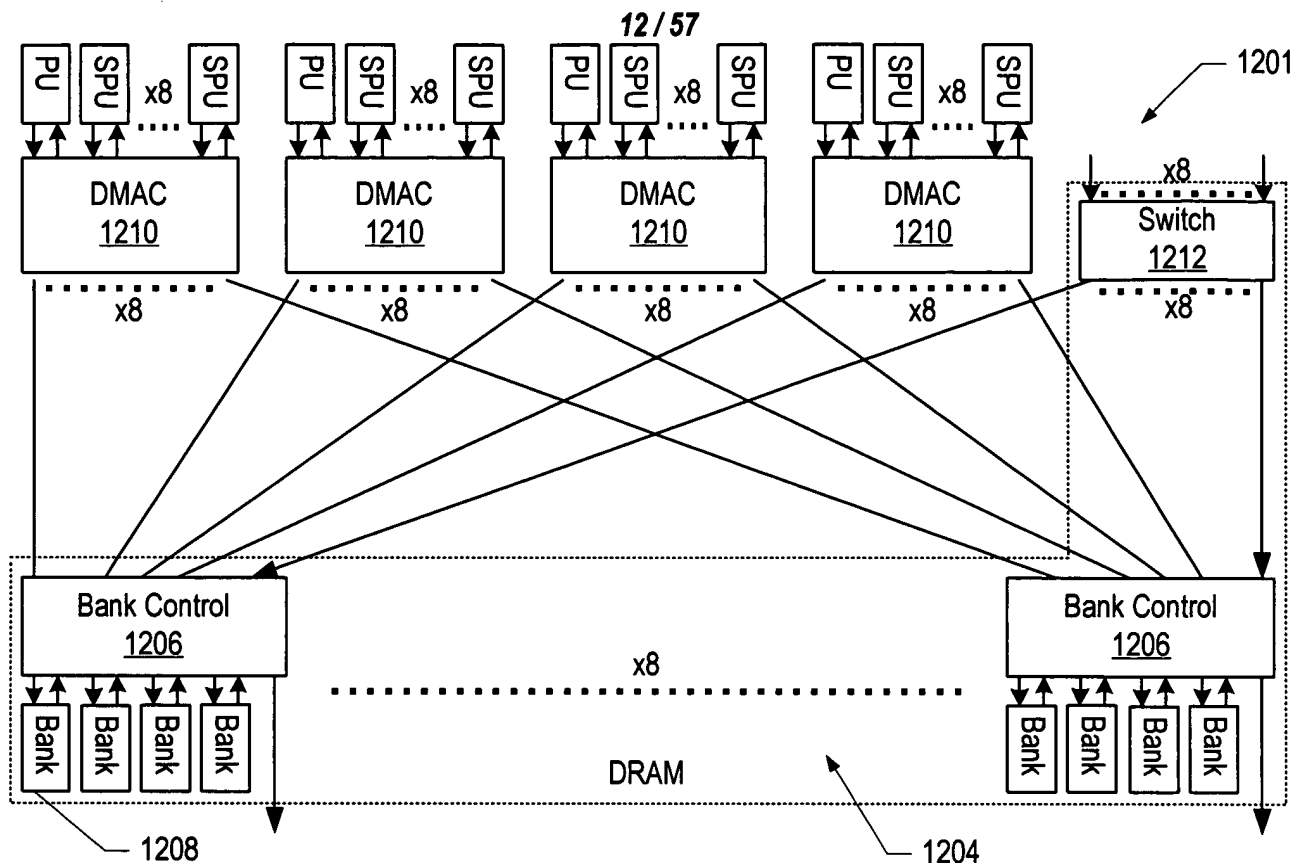 12 / 57
PU SPU x8 SPU PU SPU x8 SPU PU SPU x8 SPU PU SPU x8 SPU
1201
DMAC DMAC DMAC DMAC
1210 1210 1210 1210
x8
Switch
1212
x8 x8 x8 x8 x8
Bank Control Bank Control
1206 1206
x8
Bank Bank Bank Bank Bank Bank Bank Bank
DRAM
1208 1204